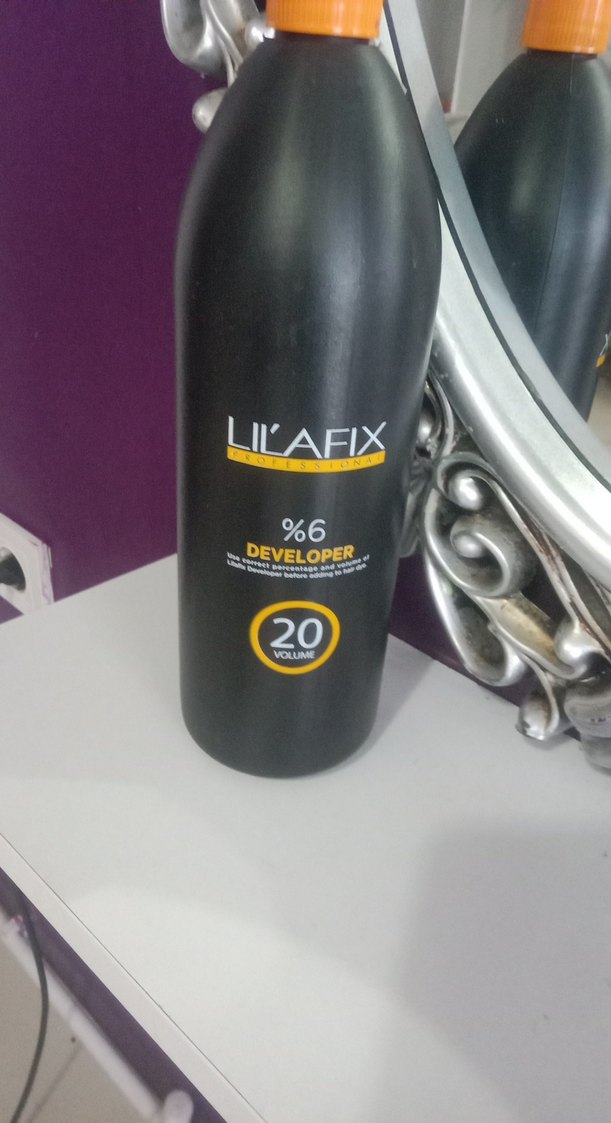 LIL'AFIX
PROFESSIONAL
%6
DEVELOPER
Use correct percentage and volume of
Lilafix Developer before adding to hair dye.
20
VOLUME